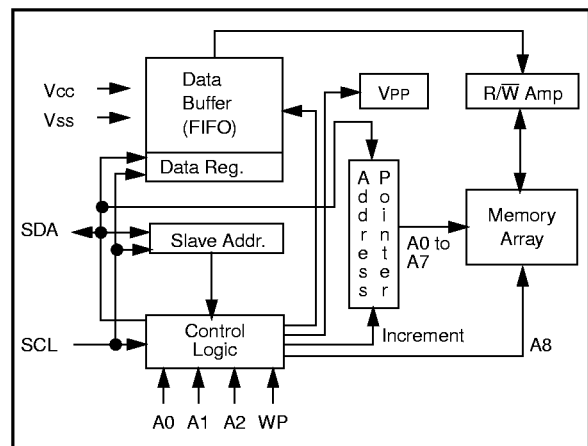 Data
Buffer
(FIFO)
Data Reg.
Vcc
Vss
VPP
R/W̅ Amp
Address
Pointer
Memory
Array
A0 to
A7
SDA
Slave Addr.
Control
Logic
SCL
Increment
A8
A0 A1 A2 WP